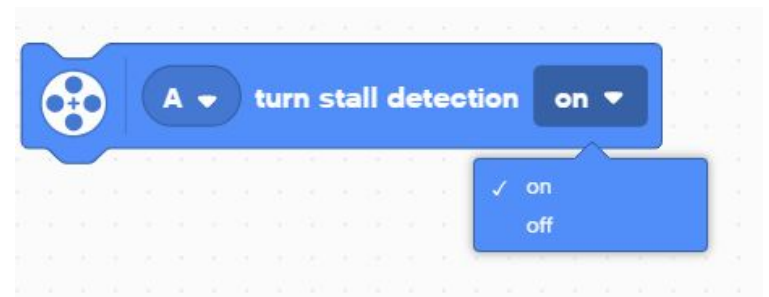 A turn stall detection on
✓ on
off